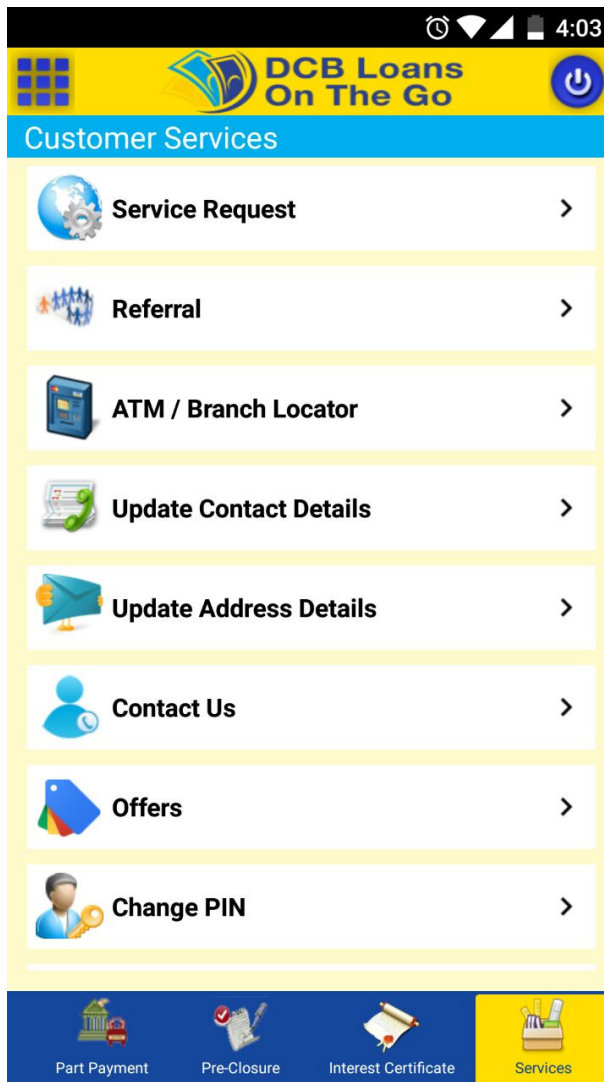 4:03
DCB Loans
On The Go
Customer Services
Service Request
Referral
ATM / Branch Locator
Update Contact Details
Update Address Details
Contact Us
Offers
Change PIN
Part Payment
Pre-Closure
Interest Certificate
Services